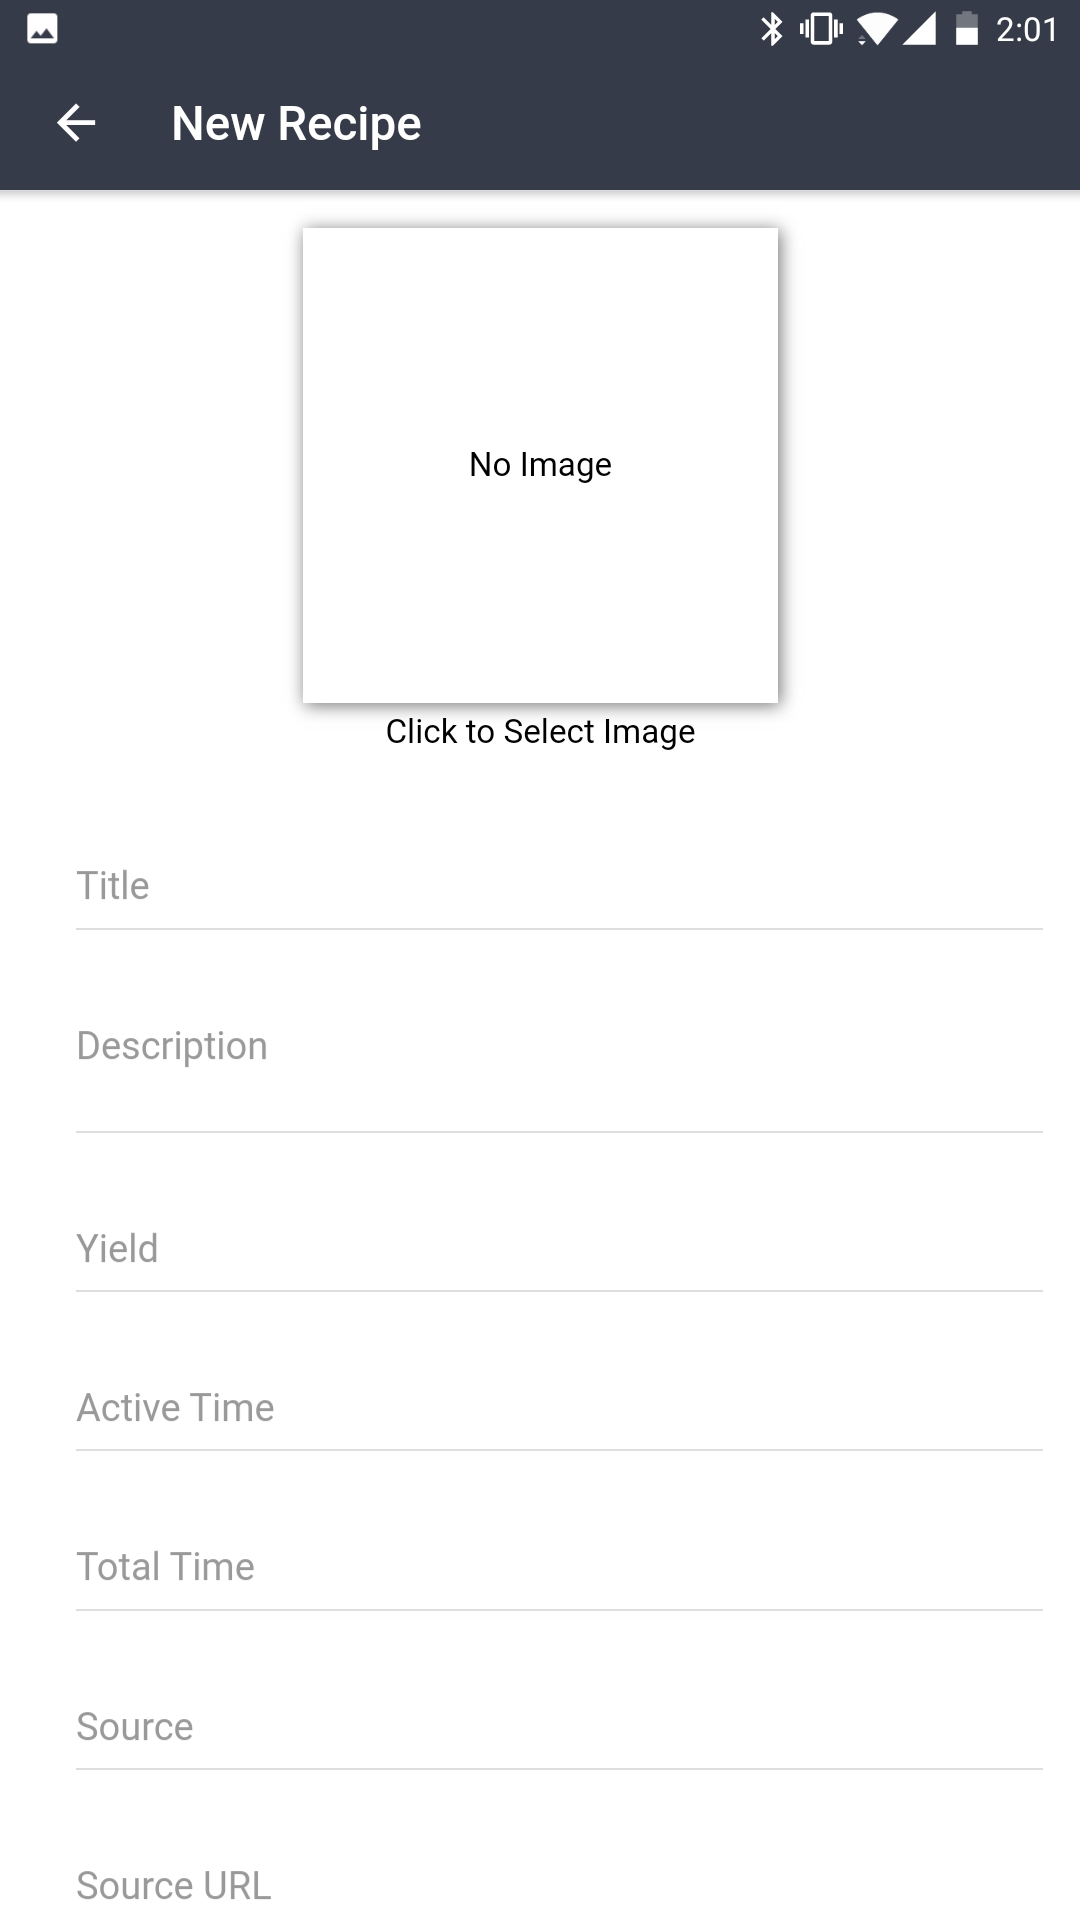 2:01
New Recipe
No Image
Click to Select Image
Title
Description
Yield
Active Time
Total Time
Source
Source URL